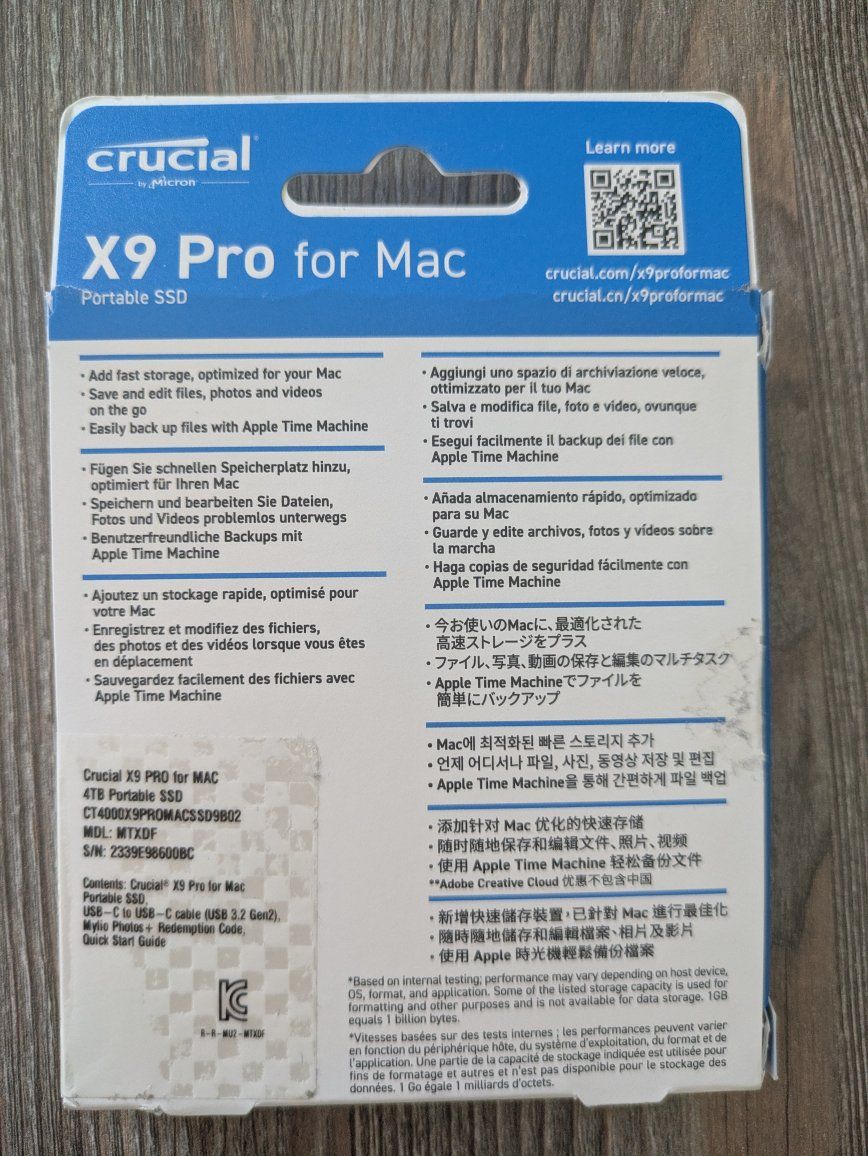 crucial®
by Micron
Learn more
X9 Pro for Mac
Portable SSD
crucial.com/x9proformac
crucial.cn/x9proformac
• Add fast storage, optimized for your Mac
• Save and edit files, photos and videos
on the go
• Easily back up files with Apple Time Machine
• Fügen Sie schnellen Speicherplatz hinzu,
optimiert für Ihren Mac
• Speichern und bearbeiten Sie Dateien,
Fotos und Videos problemlos unterwegs
• Benutzerfreundliche Backups mit
Apple Time Machine
• Ajoutez un stockage rapide, optimisé pour
votre Mac
• Enregistrez et modifiez des fichiers,
des photos et des vidéos lorsque vous êtes
en déplacement
• Sauvegardez facilement des fichiers avec
Apple Time Machine
• Aggiungi uno spazio di archiviazione veloce,
ottimizzato per il tuo Mac
• Salva e modifica file, foto e video, ovunque
ti trovi
• Esegui facilmente il backup dei file con
Apple Time Machine
• Añada almacenamiento rápido, optimizado
para su Mac
• Guarde y edite archivos, fotos y vídeos sobre
la marcha
• Haga copias de seguridad fácilmente con
Apple Time Machine
• 今お使いのMacに、最適化された
高速ストレージをプラス
• ファイル、写真、動画の保存と編集のマルチタスク
• Apple Time Machineでファイルを
簡単にバックアップ
• Mac에 최적화된 빠른 스토리지 추가
• 언제 어디서나 파일, 사진, 동영상 저장 및 편집
• Apple Time Machine을 통해 간편하게 파일 백업
• 添加针对 Mac 优化的快速存储
• 随时随地保存和编辑文件、照片、视频
• 使用 Apple Time Machine 轻松备份文件
**Adobe Creative Cloud 优惠不包含中国
• 新增快速儲存裝置，已針對 Mac 進行最佳化
• 隨時隨地儲存和編輯檔案、相片及影片
• 使用 Apple 時光機輕鬆備份檔案
Crucial X9 PRO for MAC
4TB Portable SSD
CT4000X9PROMACSSD9B02
MDL: MTXDF
S/N: 2339E98600BC
Contents: Crucial® X9 Pro for Mac
Portable SSD,
USB-C to USB-C cable (USB 3.2 Gen2),
Mylio Photos+ Redemption Code,
Quick Start Guide
R-R-MU2-MTXDF
*Based on internal testing; performance may vary depending on host device,
OS, format, and application. Some of the listed storage capacity is used for
formatting and other purposes and is not available for data storage. 1GB
equals 1 billion bytes.
*Vitesses basées sur des tests internes ; les performances peuvent varier
en fonction du périphérique hôte, du système d'exploitation, du format et de
l'application. Une partie de la capacité de stockage indiquée est utilisée pour
fins de formatage et autres et n'est pas disponible pour le stockage des
données. 1 Go égale 1 milliards d'octets.